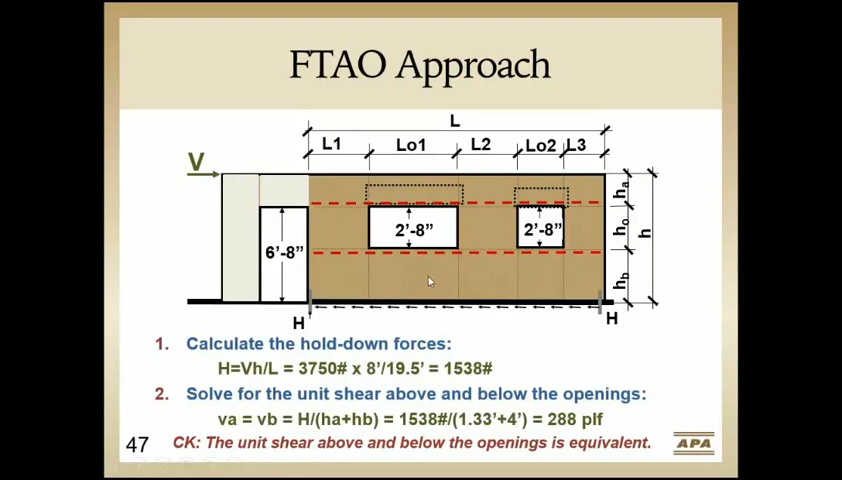 FTAO Approach
L
L1 Lo1 L2 Lo2 L3
V
ha
2'-8" 2'-8"
ho
h
6'-8"
hb
H H
1. Calculate the hold-down forces:
H=Vh/L = 3750# x 8'/19.5' = 1538#
2. Solve for the unit shear above and below the openings:
va = vb = H/(ha+hb) = 1538#/(1.33'+4') = 288 plf
47 CK: The unit shear above and below the openings is equivalent.
APA